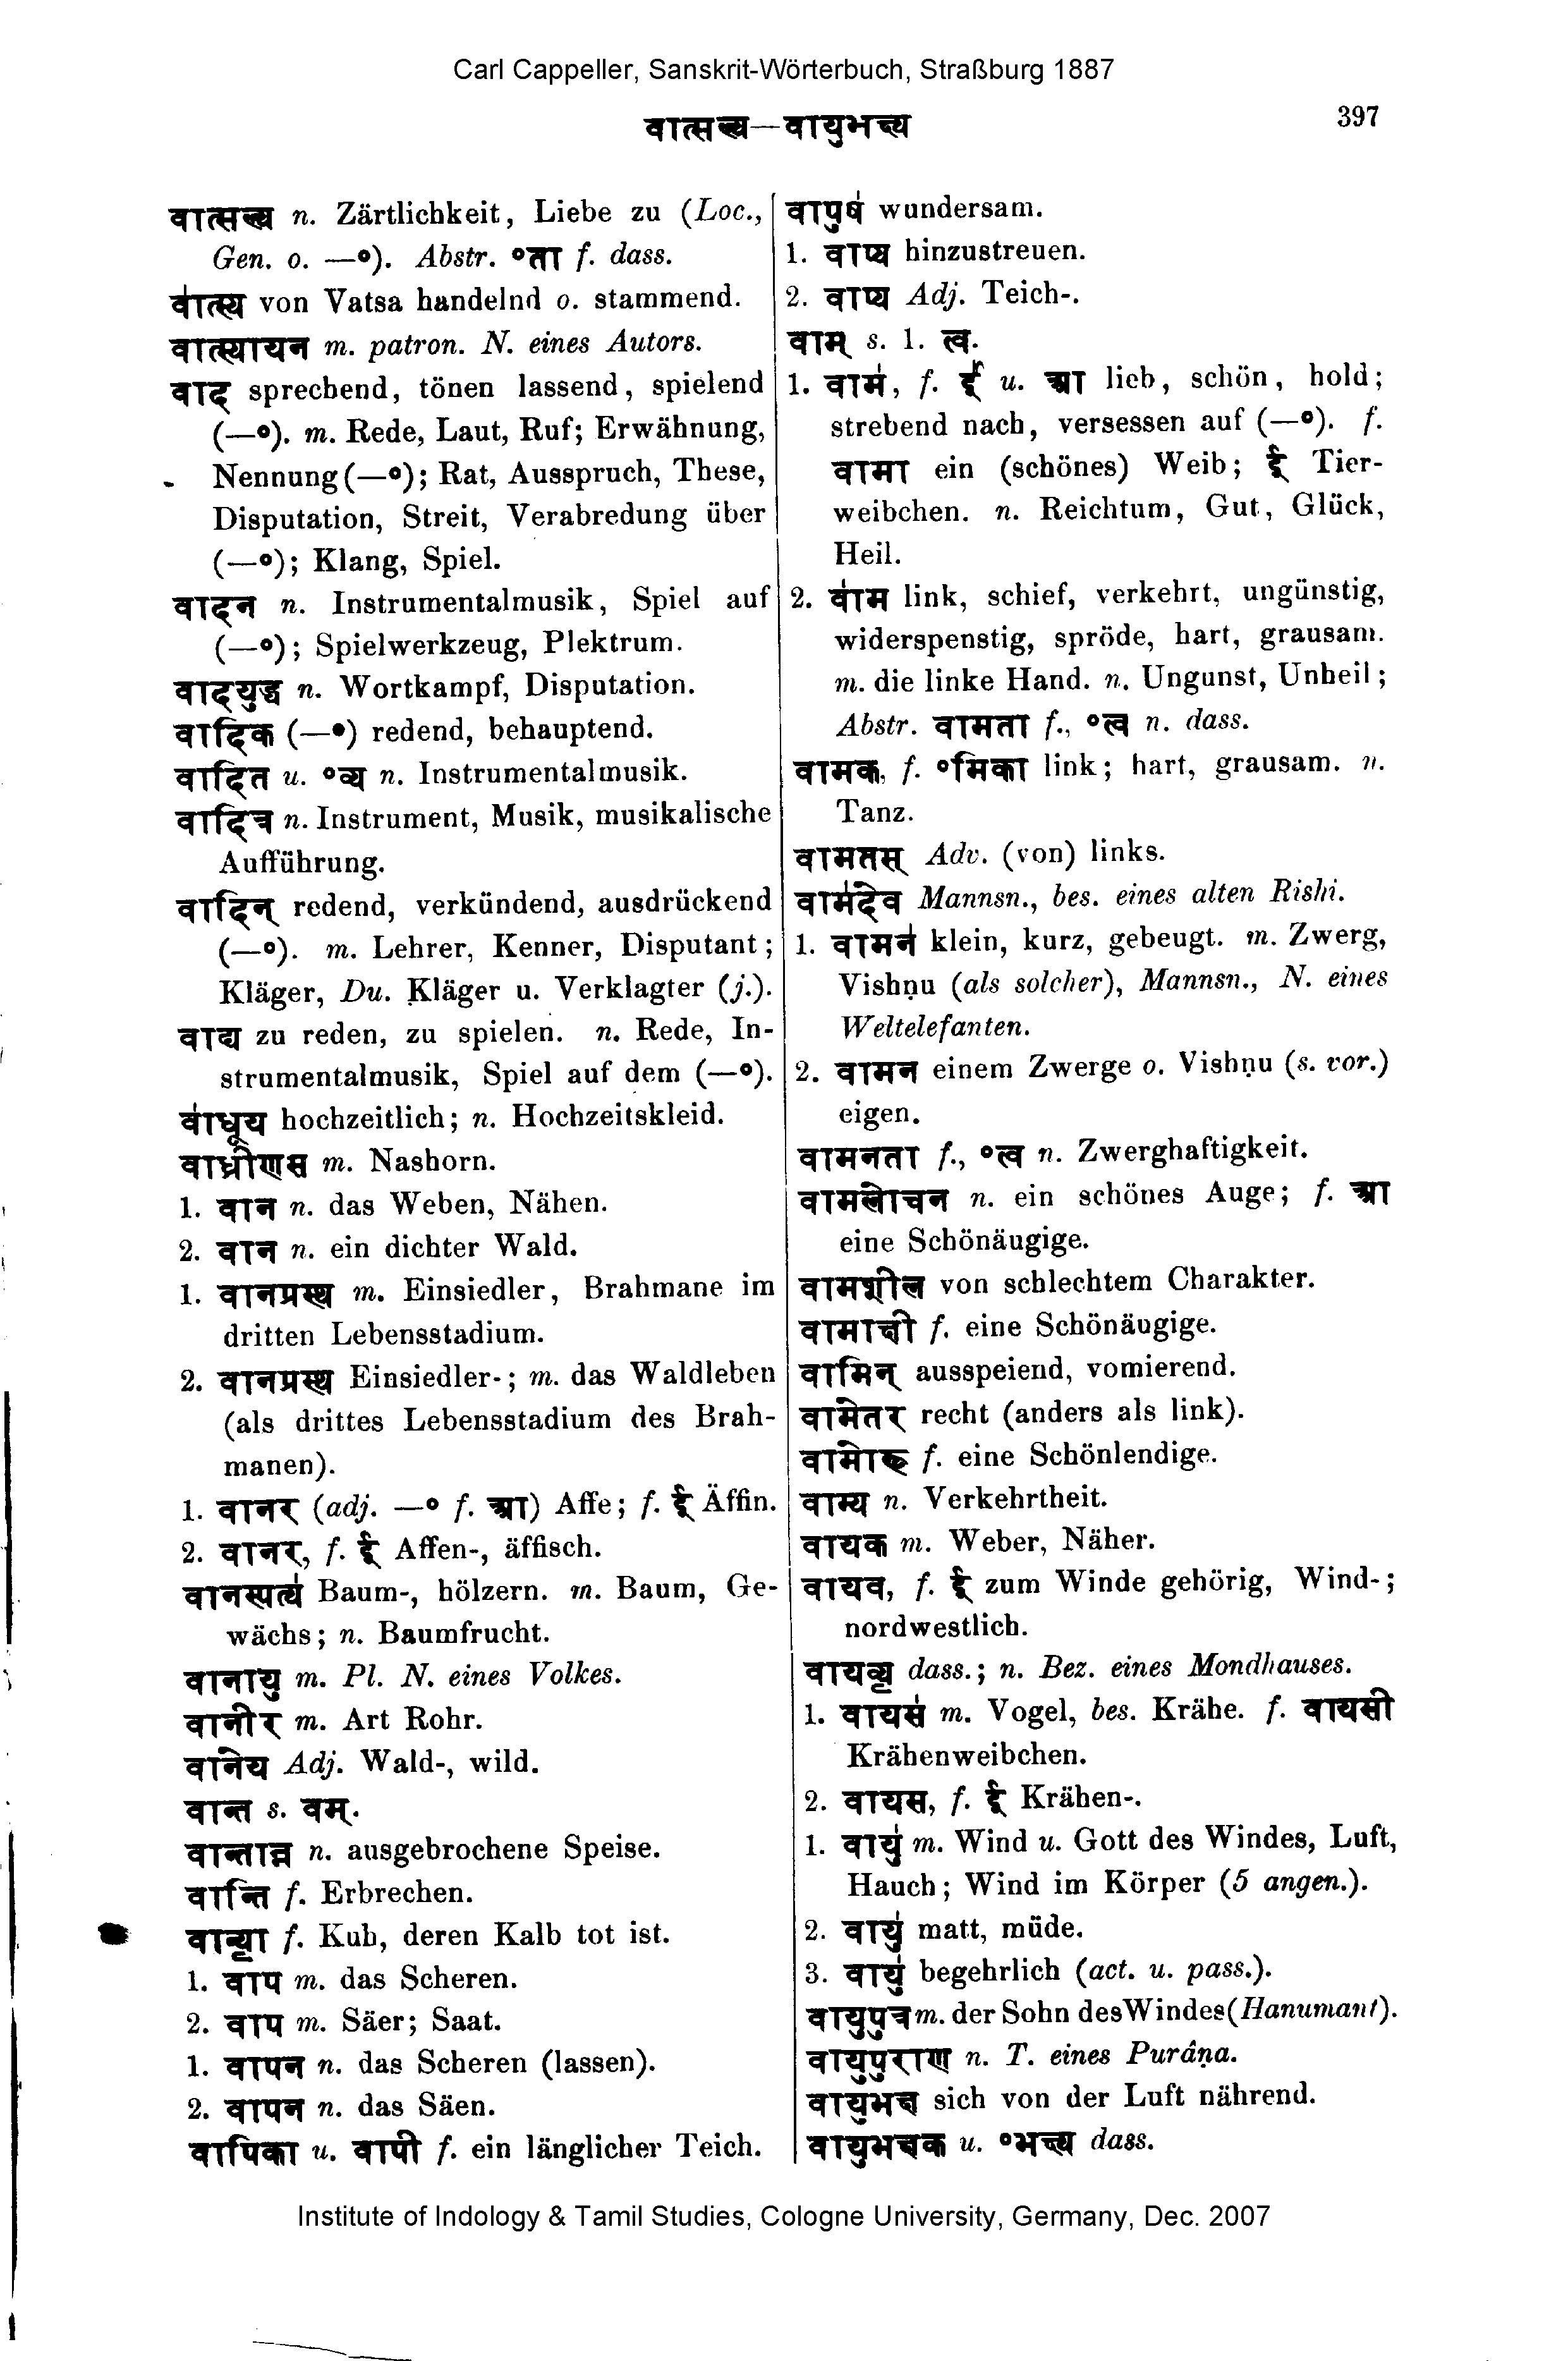 Carl Cappeller, Sanskrit-Wörterbuch, Straßburg 1887
वात्सल्य—वायुभक्ष्य
397
वात्सल्य n. Zärtlichkeit, Liebe zu (Loc.,
Gen. o. —°). Abstr. °ता f. dass.
वा॑त्स्य von Vatsa handelnd o. stammend.
वात्स्यायन m. patron. N. eines Autors.
वाद sprechend, tönen lassend, spielend
(—°). m. Rede, Laut, Ruf; Erwähnung,
Nennung (—°); Rat, Ausspruch, These,
Disputation, Streit, Verabredung über
(—°); Klang, Spiel.
वादन n. Instrumentalmusik, Spiel auf
(—°); Spielwerkzeug, Plektrum.
वादयुद्ध n. Wortkampf, Disputation.
वादिक (—°) redend, behauptend.
वादित u. °व्य n. Instrumentalmusik.
वादित्र n. Instrument, Musik, musikalische
Aufführung.
वादिन् redend, verkündend, ausdrückend
(—°). m. Lehrer, Kenner, Disputant;
Kläger, Du. Kläger u. Verklagter (j.).
वाद्य zu reden, zu spielen. n. Rede, In-
strumentalmusik, Spiel auf dem (—°).
वा॑धूय hochzeitlich; n. Hochzeitskleid.
वाध्रीणस m. Nashorn.
1. वान n. das Weben, Nähen.
2. वान n. ein dichter Wald.
1. वानप्रस्थ m. Einsiedler, Brahmane im
dritten Lebensstadium.
2. वानप्रस्थ Einsiedler-; m. das Waldleben
(als drittes Lebensstadium des Brah-
manen).
1. वानर (adj. —° f. आ) Affe; f. ई Äffin.
2. वानर, f. ई Affen-, äffisch.
वानस्पत्य॑ Baum-, hölzern. m. Baum, Ge-
wächs; n. Baumfrucht.
वानायु m. Pl. N. eines Volkes.
वानीर m. Art Rohr.
वानेय Adj. Wald-, wild.
वान्त s. वम्.
वान्तान्न n. ausgebrochene Speise.
वान्ति f. Erbrechen.
वान्या f. Kuh, deren Kalb tot ist.
1. वाप m. das Scheren.
2. वाप m. Säer; Saat.
1. वापन n. das Scheren (lassen).
2. वापन n. das Säen.
वापिका u. वापी f. ein länglicher Teich.
वापुष॑ wundersam.
1. वाप्य hinzustreuen.
2. वाप्य Adj. Teich-.
वाम् s. 1. त्व.
1. वाम॑, f. ई॑ u. आ lieb, schön, hold;
strebend nach, versessen auf (—°). f.
वामा ein (schönes) Weib; ई Tier-
weibchen. n. Reichtum, Gut, Glück,
Heil.
2. वा॑म link, schief, verkehrt, ungünstig,
widerspenstig, spröde, hart, grausam.
m. die linke Hand. n. Ungunst, Unheil;
Abstr. वामता f., °त्व n. dass.
वामक, f. °मिका link; hart, grausam. n.
Tanz.
वामतस् Adv. (von) links.
वाम॑देव Mannsn., bes. eines alten Rishi.
1. वामन॑ klein, kurz, gebeugt. m. Zwerg,
Vishṇu (als solcher), Mannsn., N. eines
Weltelefanten.
2. वामन einem Zwerge o. Vishṇu (s. vor.)
eigen.
वामनता f., °त्व n. Zwerghaftigkeit.
वामलोचन n. ein schönes Auge; f. आ
eine Schönäugige.
वामशील von schlechtem Charakter.
वामाक्षी f. eine Schönäugige.
वामिन् ausspeiend, vomierend.
वामेतर recht (anders als link).
वामोरू f. eine Schönlendige.
वाम्य n. Verkehrtheit.
वायक m. Weber, Näher.
वायव, f. ई zum Winde gehörig, Wind-;
nordwestlich.
वायव्य dass.; n. Bez. eines Mondhauses.
1. वायस॑ m. Vogel, bes. Krähe. f. वायसी
Krähenweibchen.
2. वायस, f. ई Krähen-.
1. वायु॑ m. Wind u. Gott des Windes, Luft,
Hauch; Wind im Körper (5 angen.).
2. वायु॑ matt, müde.
3. वायु॑ begehrlich (act. u. pass.).
वायुपुत्र m. der Sohn des Windes (Hanumant).
वायुपुराण n. T. eines Purâṇa.
वायुभक्ष sich von der Luft nährend.
वायुभक्षक u. °भक्ष्य dass.
Institute of Indology & Tamil Studies, Cologne University, Germany, Dec. 2007